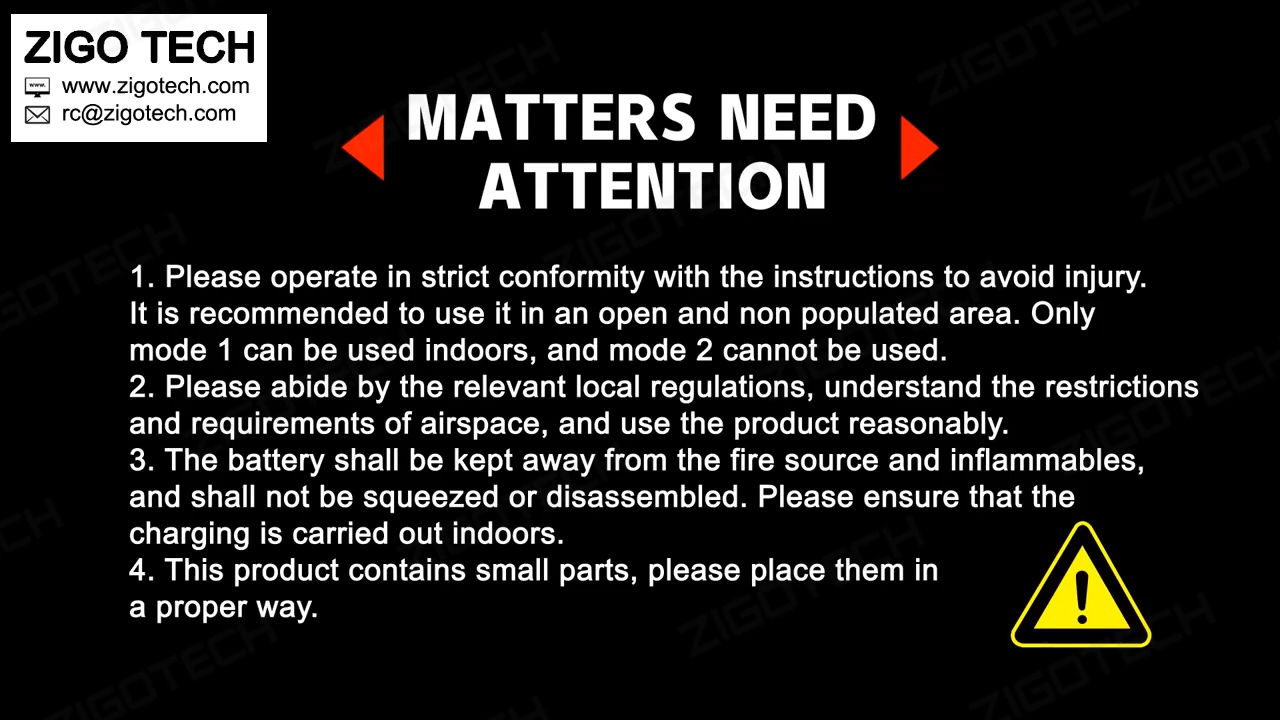 ZIGO TECH
www.zigotech.com
rc@zigotech.com
MATTERS NEED
ATTENTION
1. Please operate in strict conformity with the instructions to avoid injury.
It is recommended to use it in an open and non populated area. Only
mode 1 can be used indoors, and mode 2 cannot be used.
2. Please abide by the relevant local regulations, understand the restrictions
and requirements of airspace, and use the product reasonably.
3. The battery shall be kept away from the fire source and inflammables,
and shall not be squeezed or disassembled. Please ensure that the
charging is carried out indoors.
4. This product contains small parts, please place them in
a proper way.